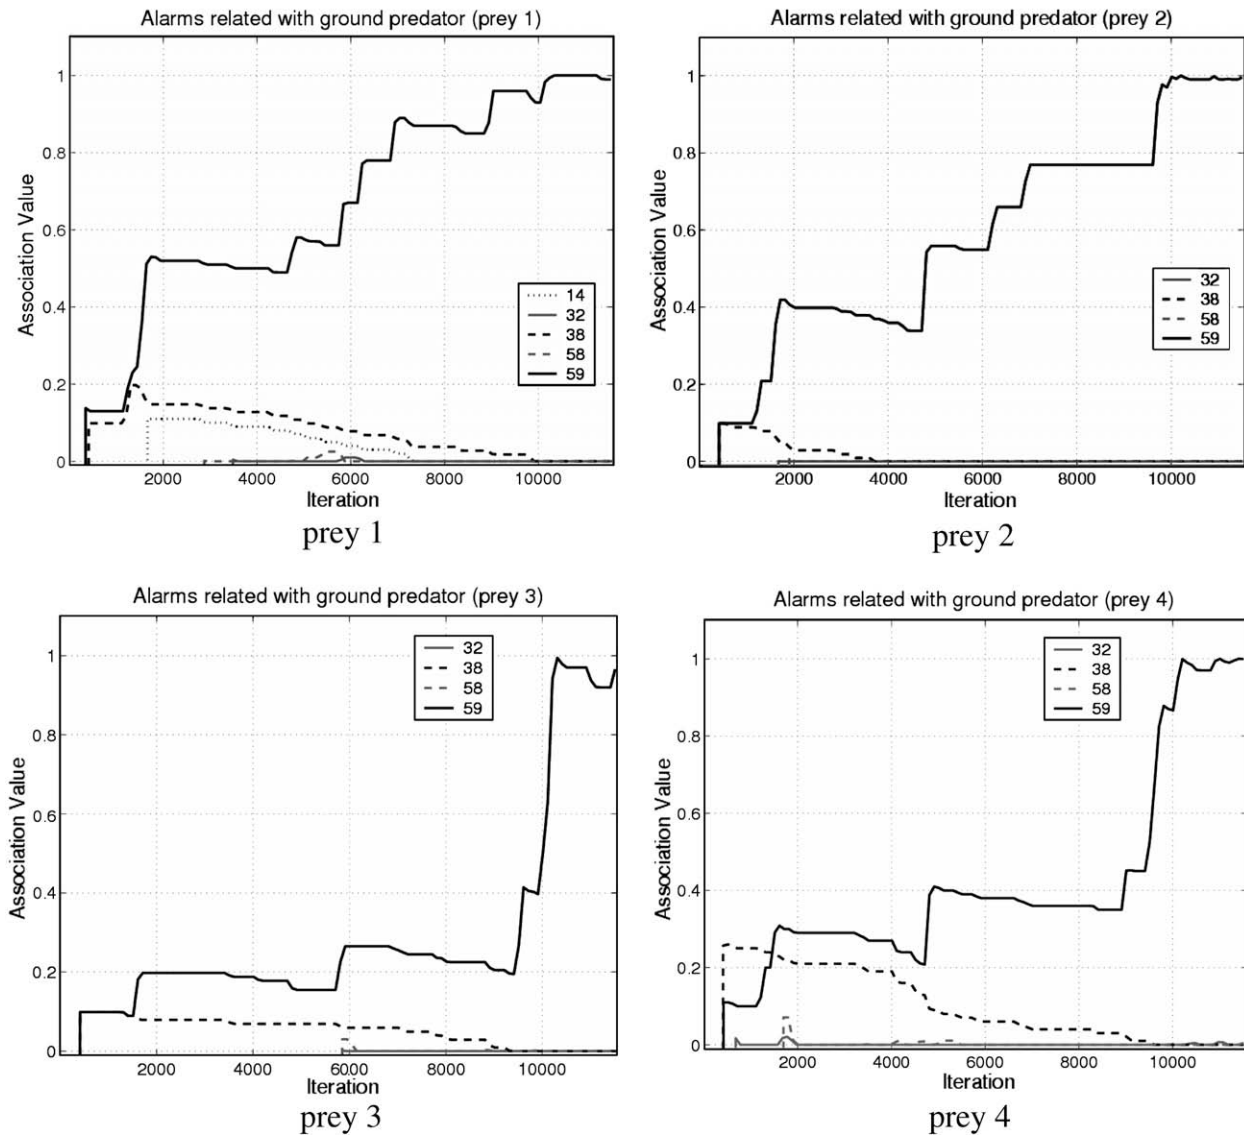 Alarms related with ground predator (prey 1)
1
0.8
0.6
0.4
0.2
0
Association Value
14
32
38
58
59
2000 4000 6000 8000 10000
Iteration
prey 1
Alarms related with ground predator (prey 2)
1
0.8
0.6
0.4
0.2
0
Association Value
32
38
58
59
2000 4000 6000 8000 10000
Iteration
prey 2
Alarms related with ground predator (prey 3)
1
0.8
0.6
0.4
0.2
0
Association Value
32
38
58
59
2000 4000 6000 8000 10000
Iteration
prey 3
Alarms related with ground predator (prey 4)
1
0.8
0.6
0.4
0.2
0
Association Value
32
38
58
59
2000 4000 6000 8000 10000
Iteration
prey 4